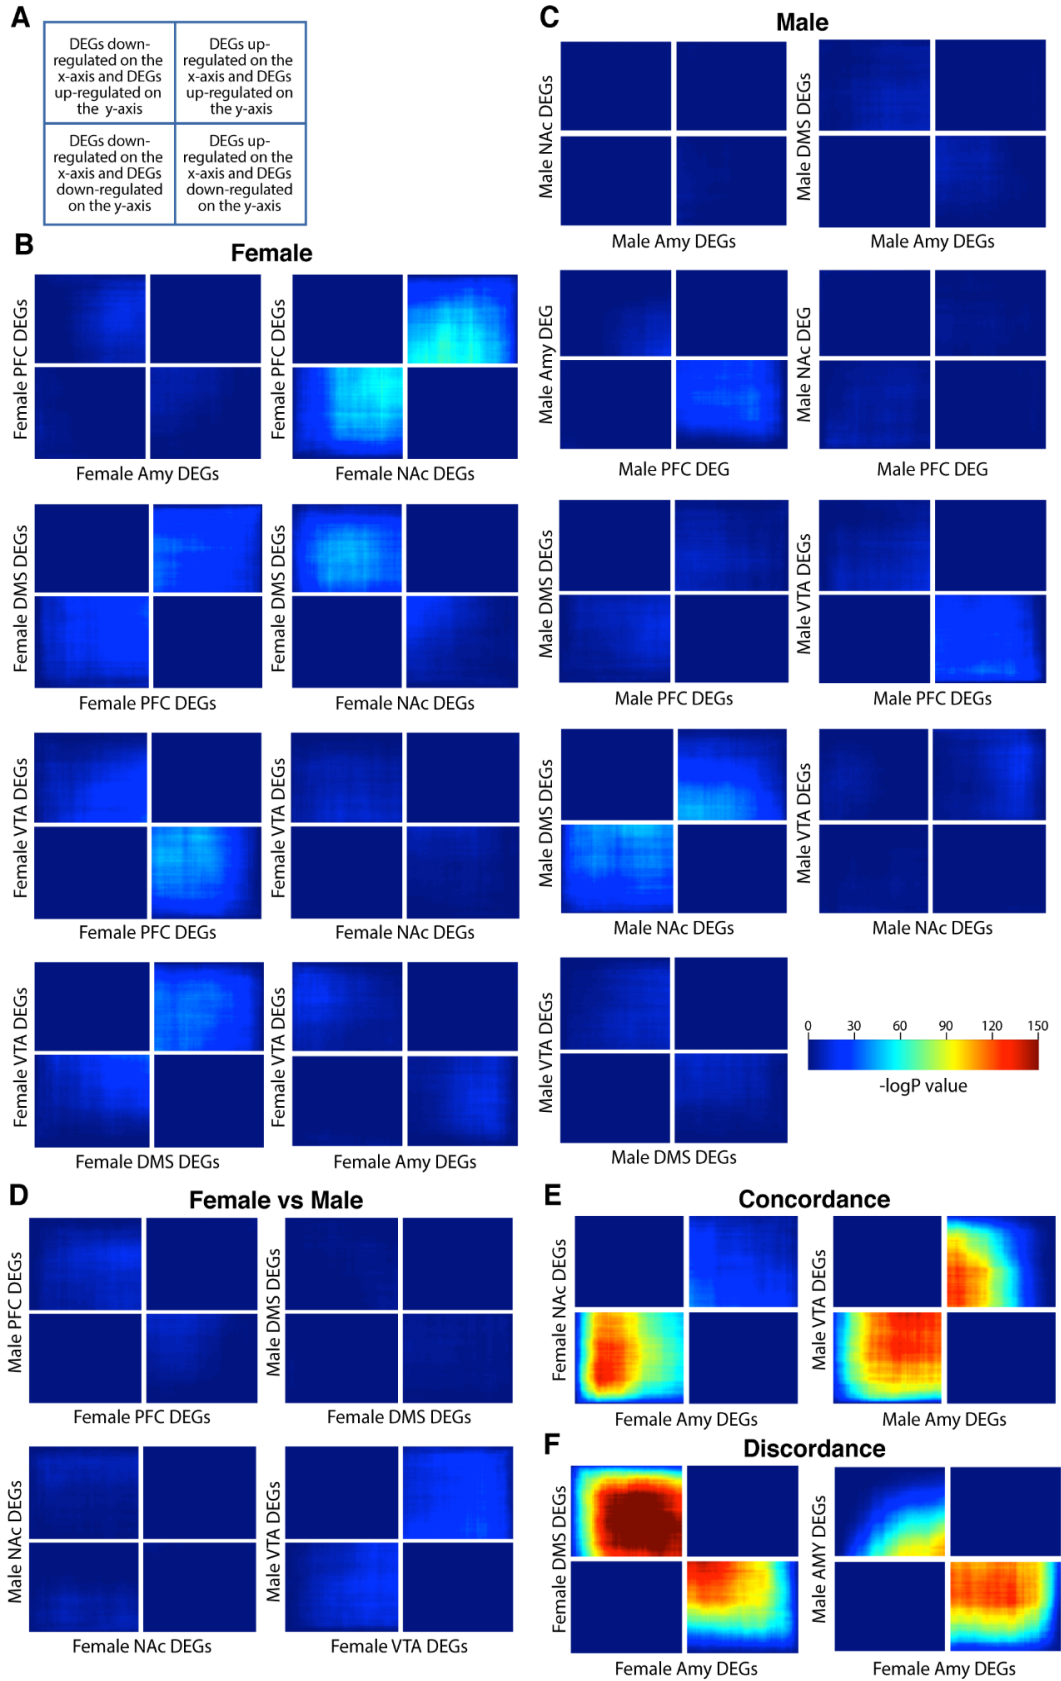 A
DEGs down-
regulated on the
x-axis and DEGs
up-regulated on
the y-axis
DEGs up-
regulated on the
x-axis and DEGs
up-regulated on
the y-axis
DEGs down-
regulated on the
x-axis and DEGs
down-regulated
on the y-axis
DEGs up-
regulated on the
x-axis and DEGs
down-regulated
on the y-axis
B
Female
Female PFC DEGs
Female Amy DEGs
Female PFC DEGs
Female NAc DEGs
Female DMS DEGs
Female PFC DEGs
Female DMS DEGs
Female NAc DEGs
Female VTA DEGs
Female PFC DEGs
Female VTA DEGs
Female NAc DEGs
Female VTA DEGs
Female DMS DEGs
Female VTA DEGs
Female Amy DEGs
C
Male
Male NAc DEGs
Male Amy DEGs
Male DMS DEGs
Male Amy DEGs
Male Amy DEG
Male PFC DEG
Male NAc DEG
Male PFC DEG
Male DMS DEGs
Male PFC DEGs
Male VTA DEGs
Male PFC DEGs
Male DMS DEGs
Male NAc DEGs
Male VTA DEGs
Male NAc DEGs
Male VTA DEGs
Male DMS DEGs
0 30 60 90 120 150
-logP value
D
Female vs Male
Male PFC DEGs
Female PFC DEGs
Male DMS DEGs
Female DMS DEGs
Male NAc DEGs
Female NAc DEGs
Male VTA DEGs
Female VTA DEGs
E
Concordance
Female NAc DEGs
Female Amy DEGs
Male VTA DEGs
Male Amy DEGs
F
Discordance
Female DMS DEGs
Female Amy DEGs
Male AMY DEGs
Female Amy DEGs